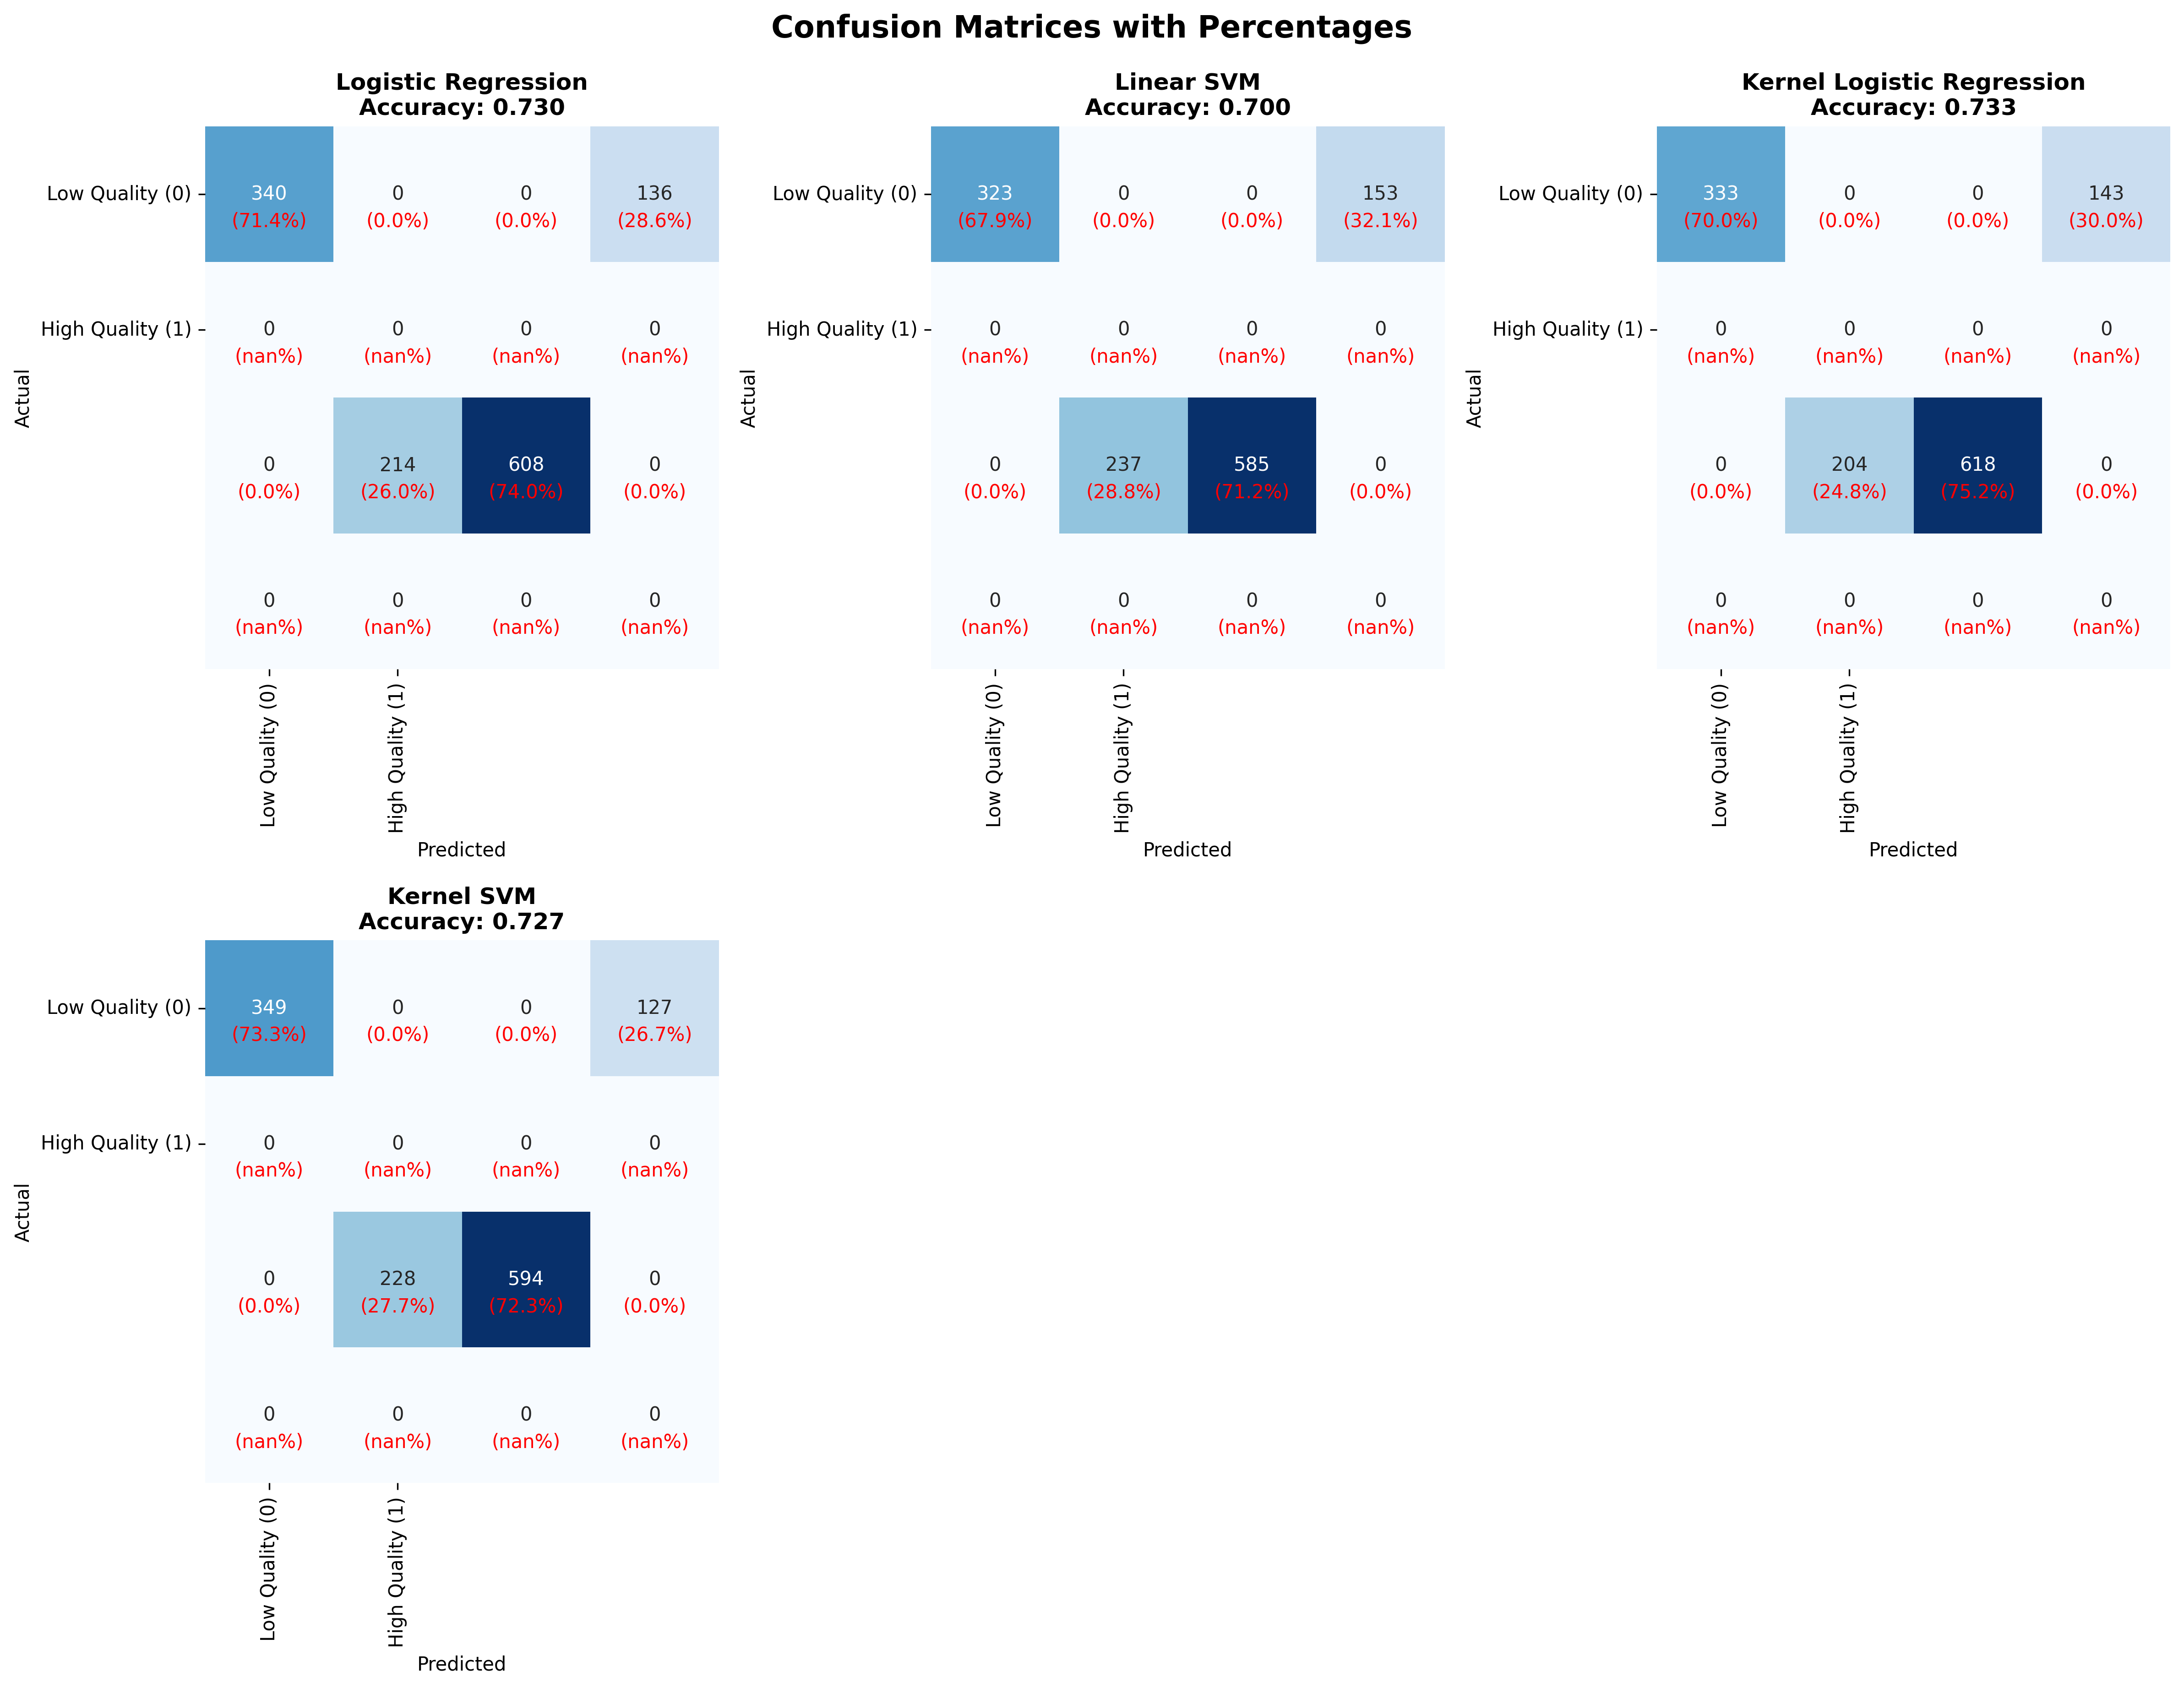 Confusion Matrices with Percentages
Logistic Regression
Accuracy: 0.730
Low Quality (0)
340 0 0 136
(71.4%) (0.0%) (0.0%) (28.6%)
High Quality (1)
0 0 0 0
(nan%) (nan%) (nan%) (nan%)
Actual
0 214 608 0
(0.0%) (26.0%) (74.0%) (0.0%)
0 0 0 0
(nan%) (nan%) (nan%) (nan%)
Low Quality (0)
High Quality (1)
Predicted
Linear SVM
Accuracy: 0.700
Low Quality (0)
323 0 0 153
(67.9%) (0.0%) (0.0%) (32.1%)
High Quality (1)
0 0 0 0
(nan%) (nan%) (nan%) (nan%)
Actual
0 237 585 0
(0.0%) (28.8%) (71.2%) (0.0%)
0 0 0 0
(nan%) (nan%) (nan%) (nan%)
Low Quality (0)
High Quality (1)
Predicted
Kernel Logistic Regression
Accuracy: 0.733
Low Quality (0)
333 0 0 143
(70.0%) (0.0%) (0.0%) (30.0%)
High Quality (1)
0 0 0 0
(nan%) (nan%) (nan%) (nan%)
Actual
0 204 618 0
(0.0%) (24.8%) (75.2%) (0.0%)
0 0 0 0
(nan%) (nan%) (nan%) (nan%)
Low Quality (0)
High Quality (1)
Predicted
Kernel SVM
Accuracy: 0.727
Low Quality (0)
349 0 0 127
(73.3%) (0.0%) (0.0%) (26.7%)
High Quality (1)
0 0 0 0
(nan%) (nan%) (nan%) (nan%)
Actual
0 228 594 0
(0.0%) (27.7%) (72.3%) (0.0%)
0 0 0 0
(nan%) (nan%) (nan%) (nan%)
Low Quality (0)
High Quality (1)
Predicted